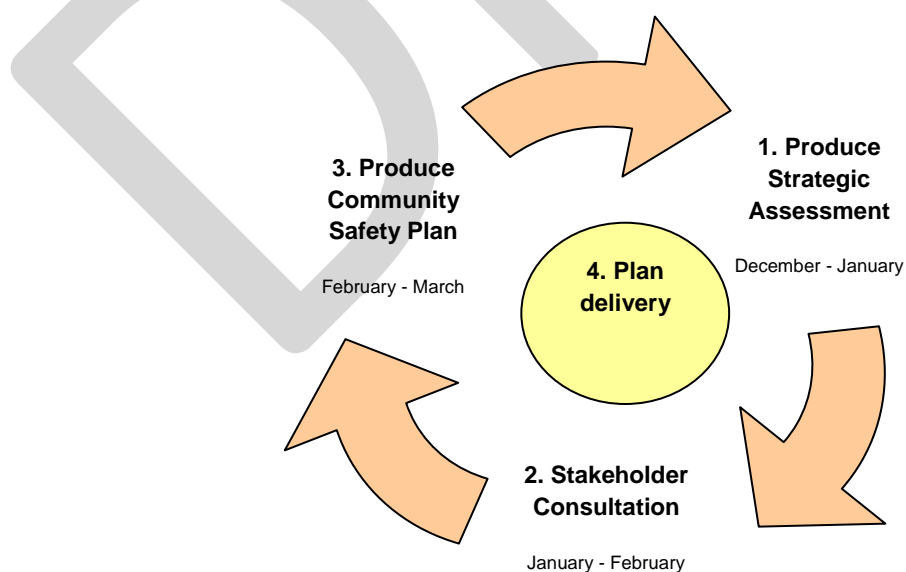 1. Produce
Strategic
Assessment
December - January
2. Stakeholder
Consultation
January - February
3. Produce
Community
Safety Plan
February - March
4. Plan
delivery